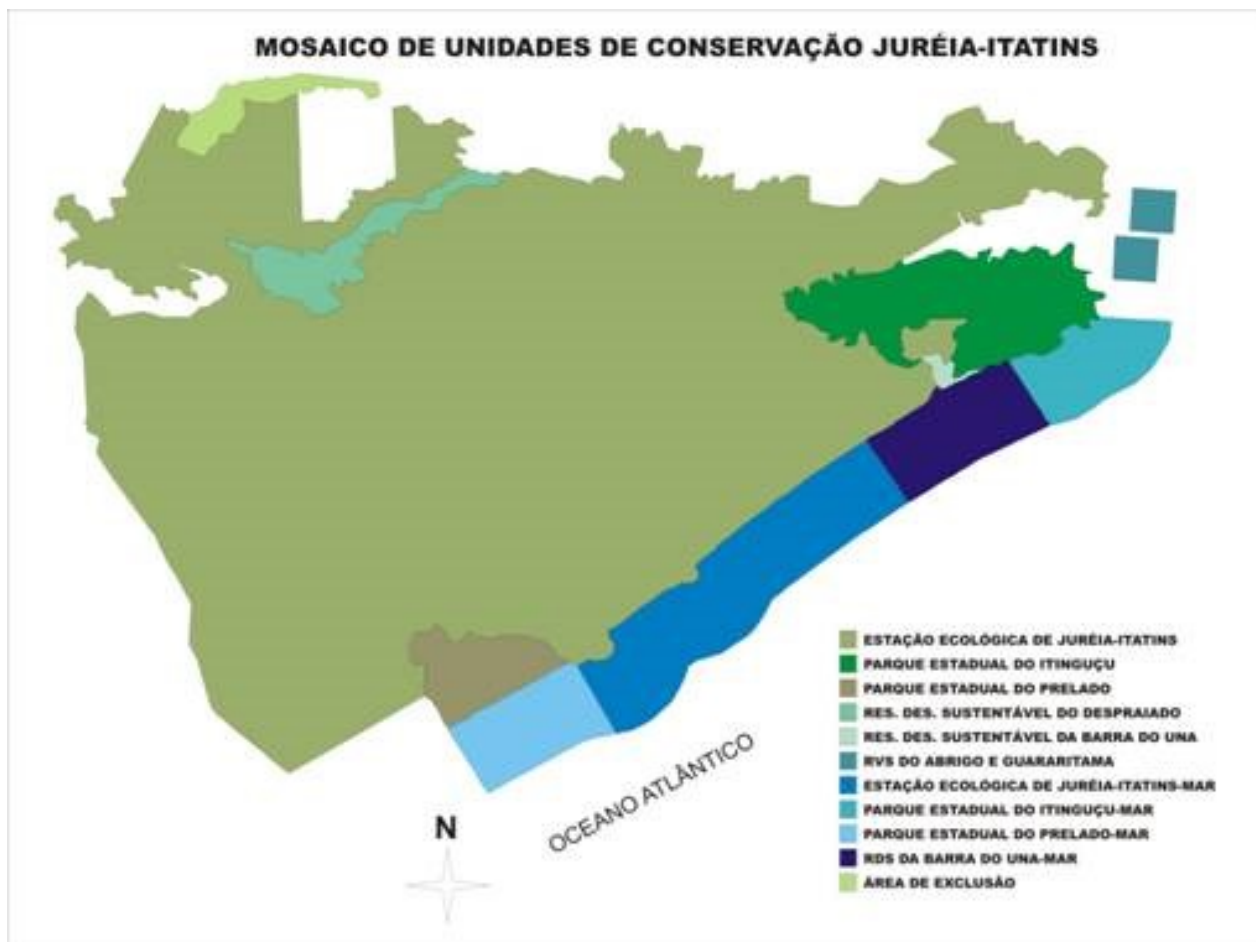 MOSAICO DE UNIDADES DE CONSERVAÇÃO JURÉIA-ITATINS
ESTAÇÃO ECOLÓGICA DE JURÉIA-ITATINS
PARQUE ESTADUAL DO ITINGUÇU
PARQUE ESTADUAL DO PRELADO
RES. DES. SUSTENTÁVEL DO DESPRAIADO
RES. DES. SUSTENTÁVEL DA BARRA DO UNA
RVS DO ABRIGO E GUARARITAMA
ESTAÇÃO ECOLÓGICA DE JURÉIA-ITATINS-MAR
PARQUE ESTADUAL DO ITINGUÇU-MAR
PARQUE ESTADUAL DO PRELADO-MAR
RDS DA BARRA DO UNA-MAR
ÁREA DE EXCLUSÃO
OCEANO ATLÂNTICO
N